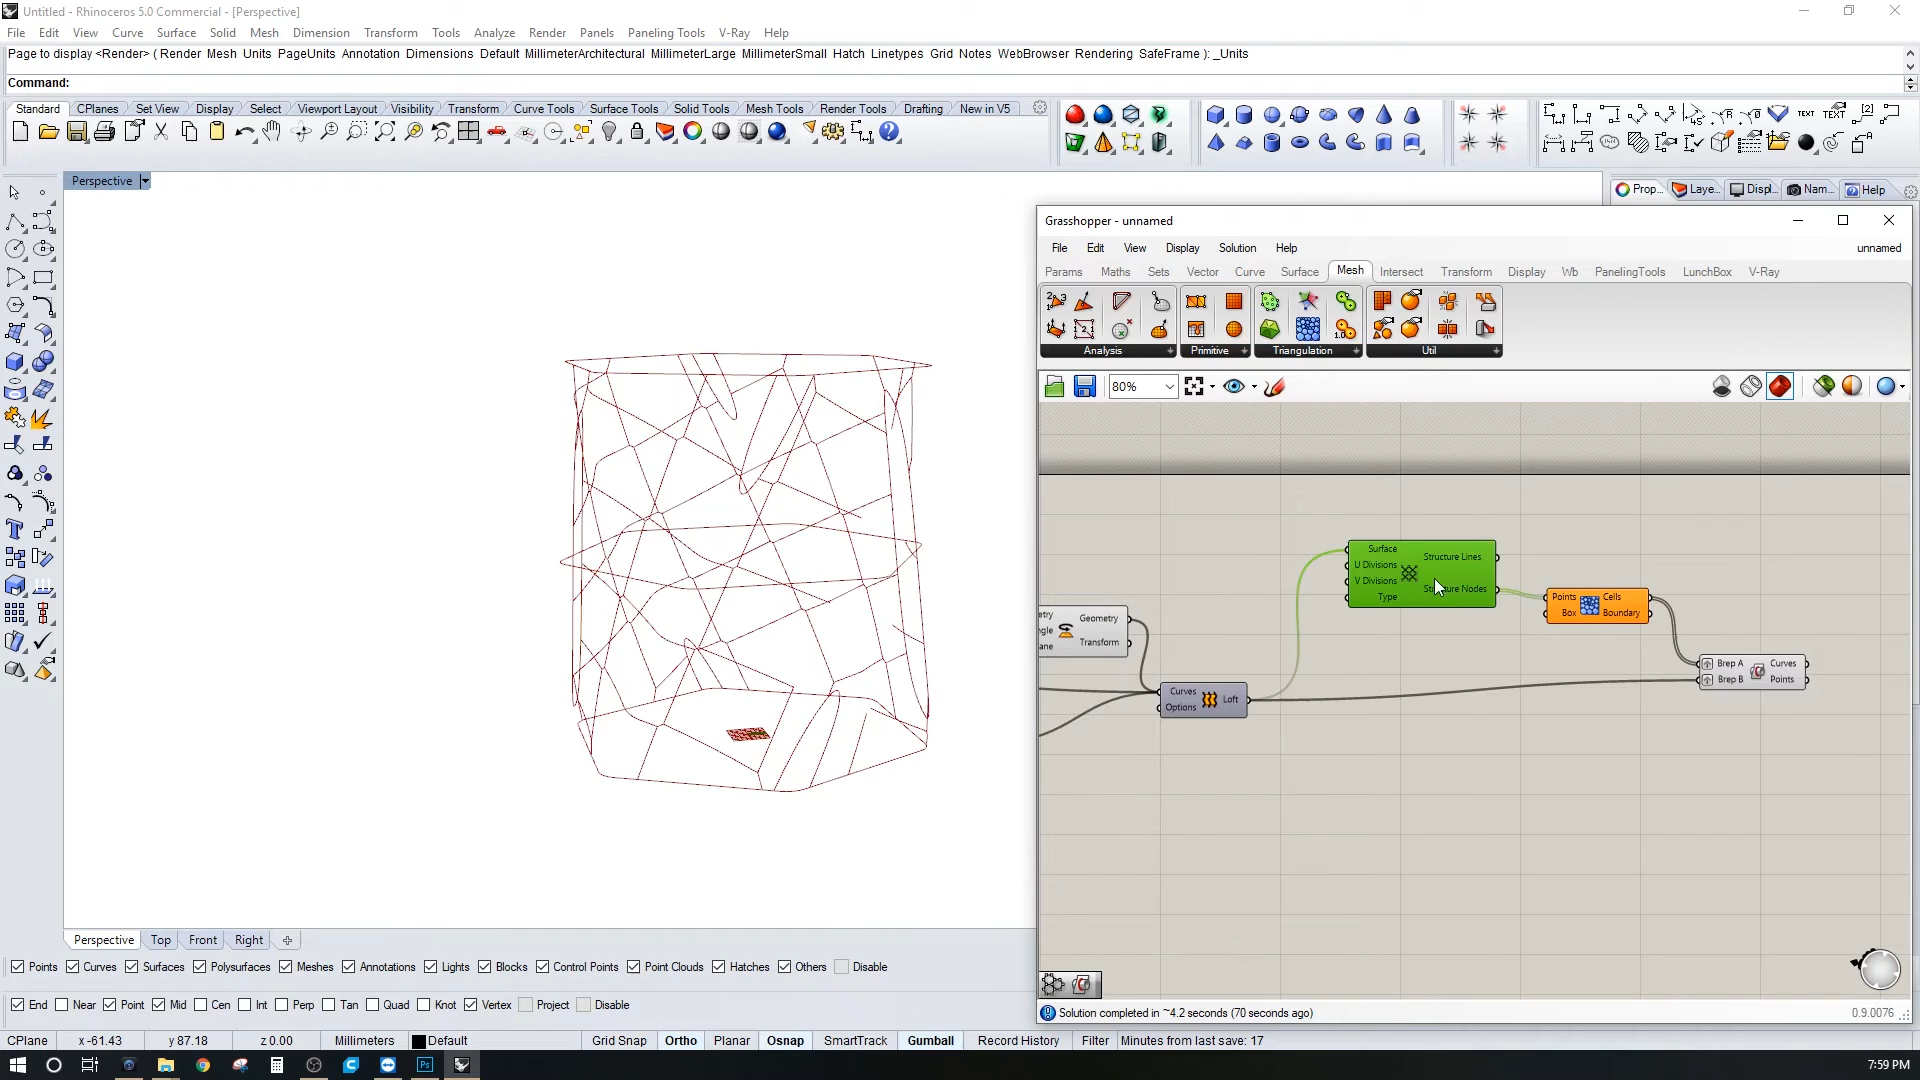 Untitled - Rhinoceros 5.0 Commercial - [Perspective]
File Edit View Curve Surface Solid Mesh Dimension Transform Tools Analyze Render Panels Paneling Tools V-Ray Help
Page to display <Render> ( Render Mesh Units PageUnits Annotation Dimensions Default MillimeterArchitectural MillimeterLarge MillimeterSmall Hatch Linetypes Grid Notes WebBrowser Rendering SafeFrame ): _Units
Command:
Standard CPlanes Set View Display Select Viewport Layout Visibility Transform Curve Tools Surface Tools Solid Tools Mesh Tools Render Tools Drafting New in V5
TEXT TEXT
Perspective
Prop... Laye... Displ... Nam... Help
Grasshopper - unnamed
File Edit View Display Solution Help unnamed
Params Maths Sets Vector Curve Surface Mesh Intersect Transform Display Wb PanelingTools LunchBox V-Ray
Analysis Primitive Triangulation Util
80%
Surface
U Divisions
V Divisions
Type
Structure Lines
Nodes
Points
Box
Cells
Boundary
Geometry
Transform
Curves
Options
Loft
Brep A
Brep B
Curves
Points
Perspective Top Front Right
Points Curves Surfaces Polysurfaces Meshes Annotations Lights Blocks Control Points Point Clouds Hatches Others Disable
End Near Point Mid Cen Int Perp Tan Quad Knot Vertex Project Disable
Solution completed in ~4.2 seconds (70 seconds ago) 0.9.0076
CPlane x -61.43 y 87.18 z 0.00 Millimeters Default Grid Snap Ortho Planar Osnap SmartTrack Gumball Record History Filter Minutes from last save: 17
Ps
7:59 PM